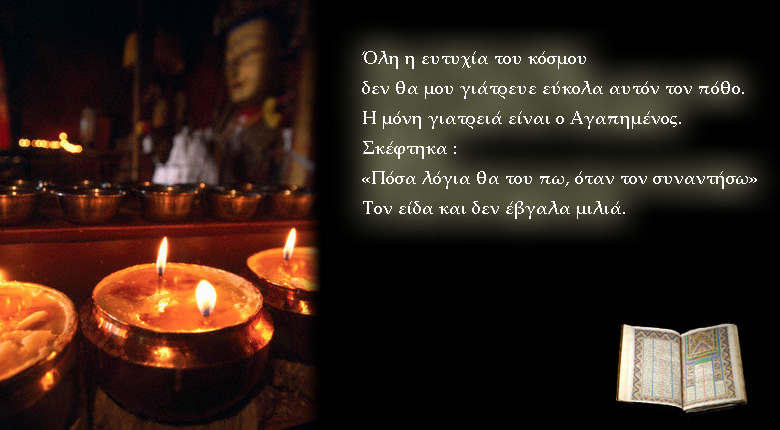 Όλη η ευτυχία του κόσμου
δεν θα μου γιάτρευε εύκολα αυτόν τον πόθο.
Η μόνη γιατρειά είναι ο Αγαπημένος.
Σκέφτηκα :
«Πόσα λόγια θα του πω, όταν τον συναντήσω»
Τον είδα και δεν έβγαλα μιλιά.